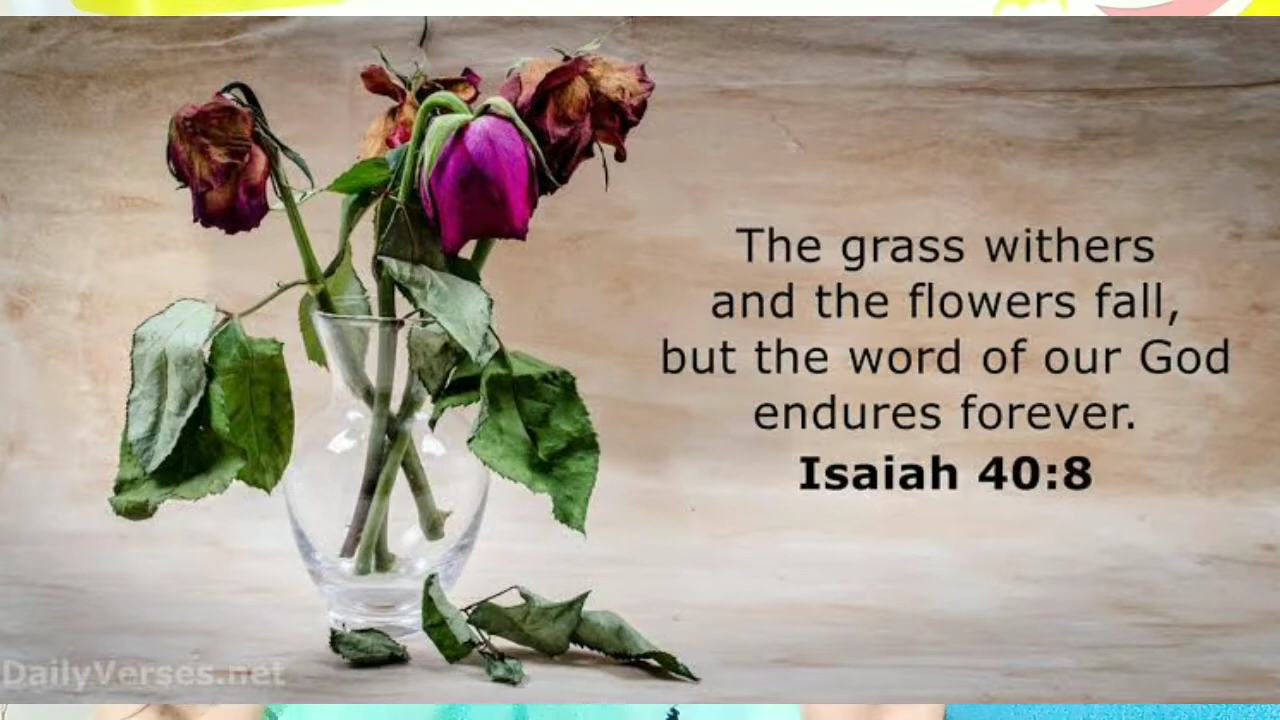 The grass withers
and the flowers fall,
but the word of our God
endures forever.
Isaiah 40:8
DailyVerses.net